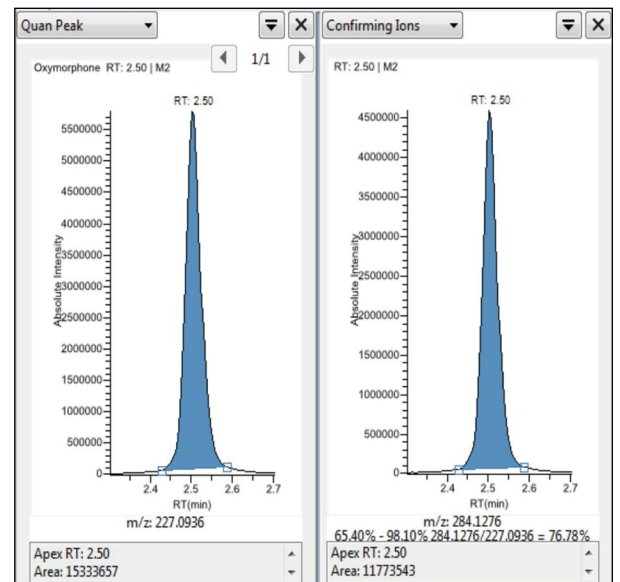 Quan Peak
1/1
Oxymorphone RT: 2.50 | M2
RT: 2.50
5500000
5000000
4500000
4000000
3500000
3000000
2500000
2000000
1500000
1000000
500000
0
Absolute Intensity
2.4 2.5 2.6 2.7
RT(min)
m/z: 227.0936
Apex RT: 2.50
Area: 15333657
Confirming Ions
RT: 2.50 | M2
RT: 2.50
4500000
4000000
3500000
3000000
2500000
2000000
1500000
1000000
500000
0
Absolute Intensity
2.4 2.5 2.6 2.7
RT(min)
m/z: 284.1276
65.40% - 98.10% 284.1276/227.0936 = 76.78%
Apex RT: 2.50
Area: 11773543